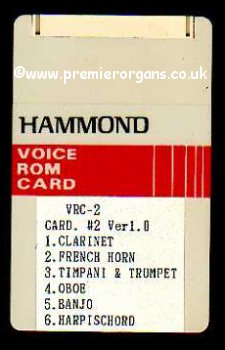 © www.premierorgans.co.uk
HAMMOND
VOICE
ROM
CARD
VRC-2
CARD. #2 Ver1.0
1.CLARINET
2.FRENCH HORN
3.TIMPANI & TRUMPET
4.OBOE
5.BANJO
6.HARPISCHORD